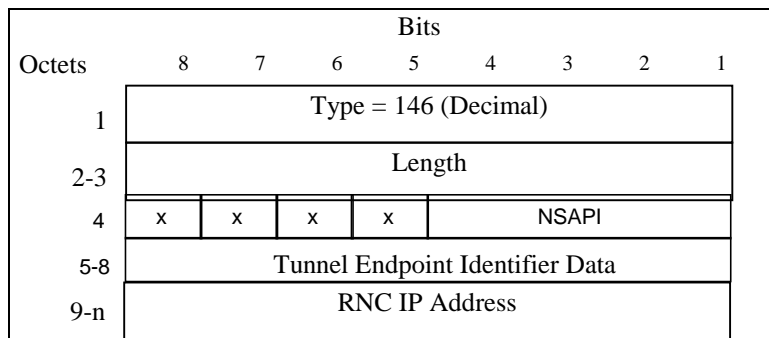 Bits
Octets 8 7 6 5 4 3 2 1
1 Type = 146 (Decimal)
2-3 Length
4 x x x x NSAPI
5-8 Tunnel Endpoint Identifier Data
9-n RNC IP Address